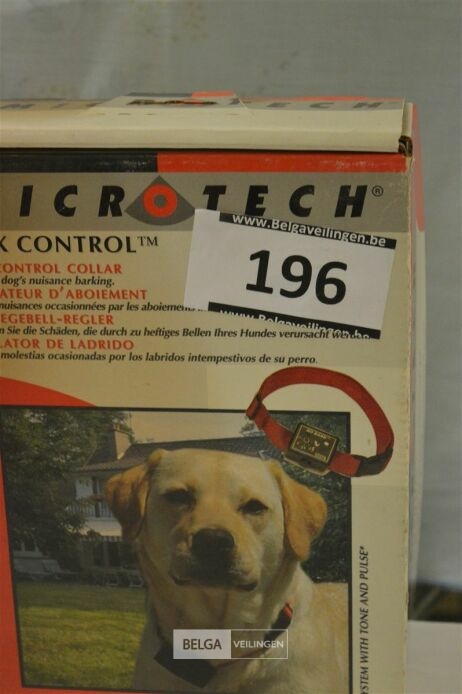 MICROTECH
ICROTECH®
K CONTROL™
CONTROL COLLAR
dog's nuisance barking.
ATEUR D'ABOIEMENT
nuisances occasionnées par les aboiements
EGEBELL-REGLER
n Sie die Schäden, die durch zu heftiges Bellen Ihres Hundes verursacht werden.
LATOR DE LADRIDO
molestias ocasionadas por los labridos intempestivos de su perro.
www.Belgaveilingen.be
196
www.Belgaveilingen.be
STEM WITH TONE AND PULSE
BELGA VEILINGEN